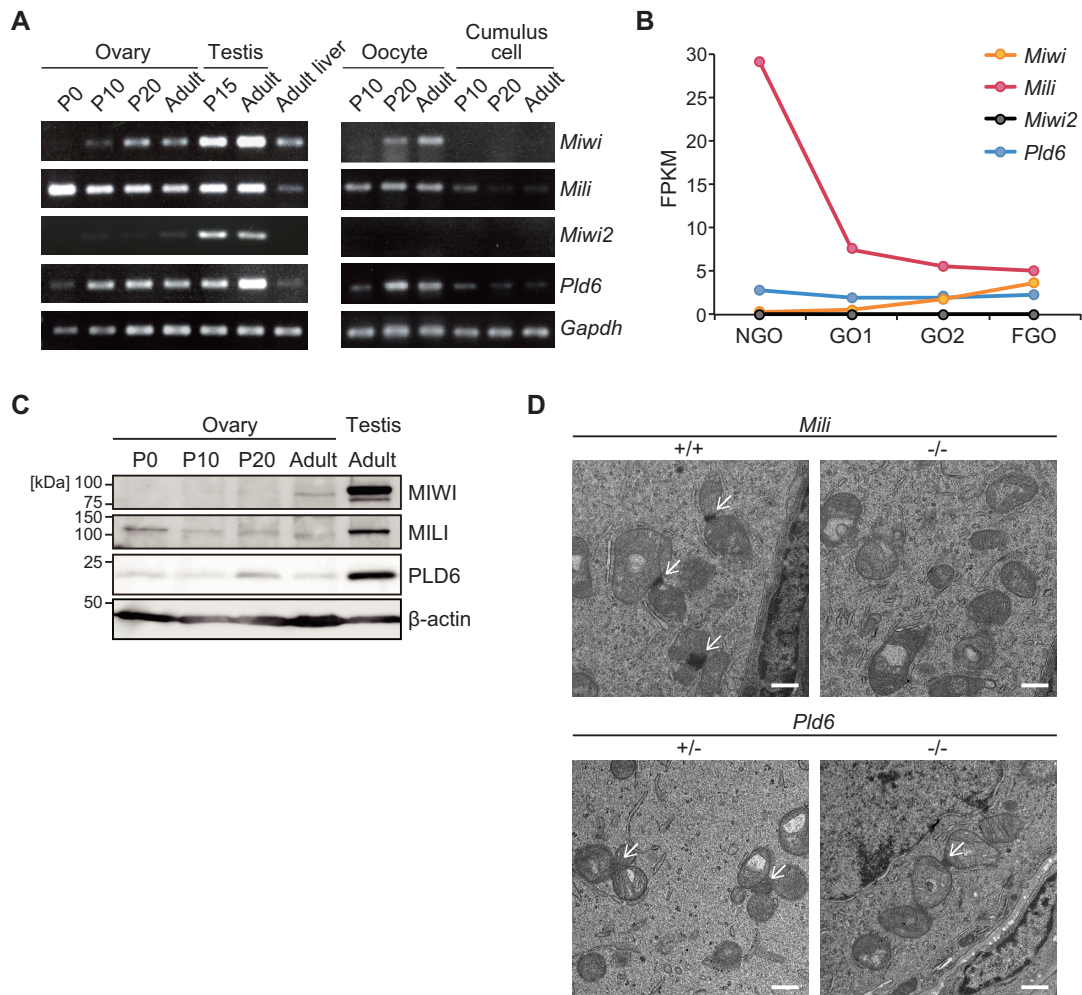 A
Ovary Testis Adult liver
P0 P10 P20 Adult P15 Adult
Oocyte Cumulus cell
P10 P20 Adult P10 P20 Adult
Miwi
Mili
Miwi2
Pld6
Gapdh
B
FPKM
30
25
20
15
10
5
0
NGO GO1 GO2 FGO
Miwi
Mili
Miwi2
Pld6
C
Ovary Testis
P0 P10 P20 Adult Adult
[kDa] 100
75
MIWI
150
100
MILI
25
PLD6
50
β-actin
D
Mili
+/+ -/-
Pld6
+/- -/-